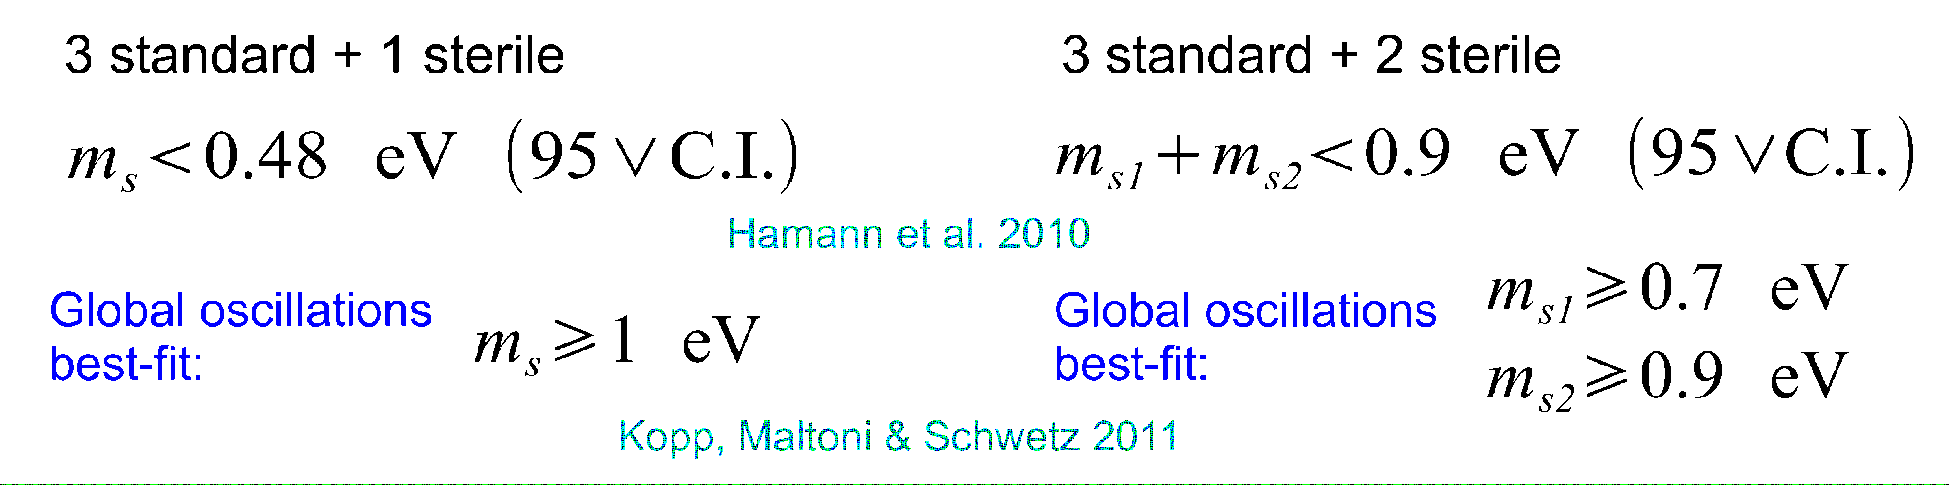 3 standard + 1 sterile
m_s < 0.48 eV (95 ∨ C.I.)
3 standard + 2 sterile
m_s1 + m_s2 < 0.9 eV (95 ∨ C.I.)
Hamann et al. 2010
Global oscillations
best-fit:
m_s ⩾ 1 eV
Global oscillations
best-fit:
m_s1 ⩾ 0.7 eV
m_s2 ⩾ 0.9 eV
Kopp, Maltoni & Schwetz 2011